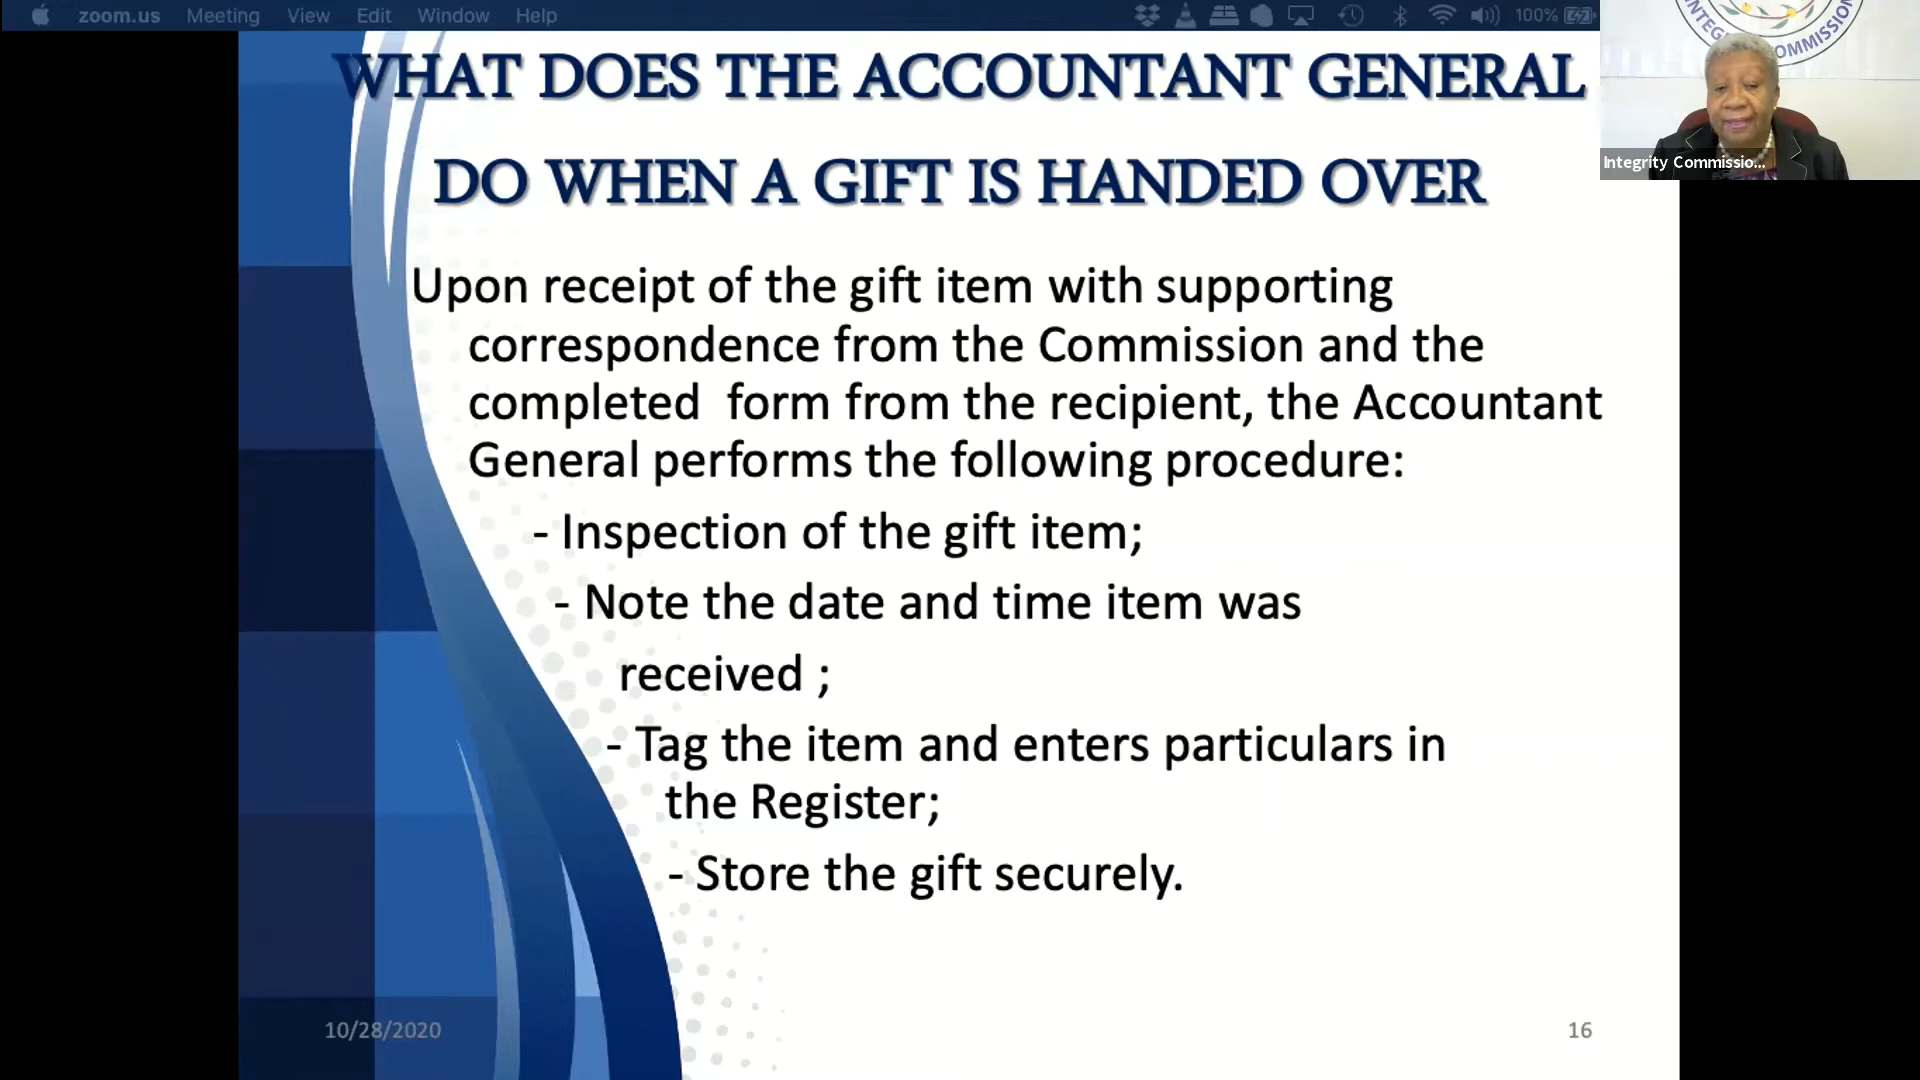 zoom.us Meeting View Edit Window Help 100%
WHAT DOES THE ACCOUNTANT GENERAL
DO WHEN A GIFT IS HANDED OVER
Integrity Commissio...
Upon receipt of the gift item with supporting
correspondence from the Commission and the
completed form from the recipient, the Accountant
General performs the following procedure:
- Inspection of the gift item;
- Note the date and time item was
received ;
- Tag the item and enters particulars in
the Register;
- Store the gift securely.
10/28/2020
16